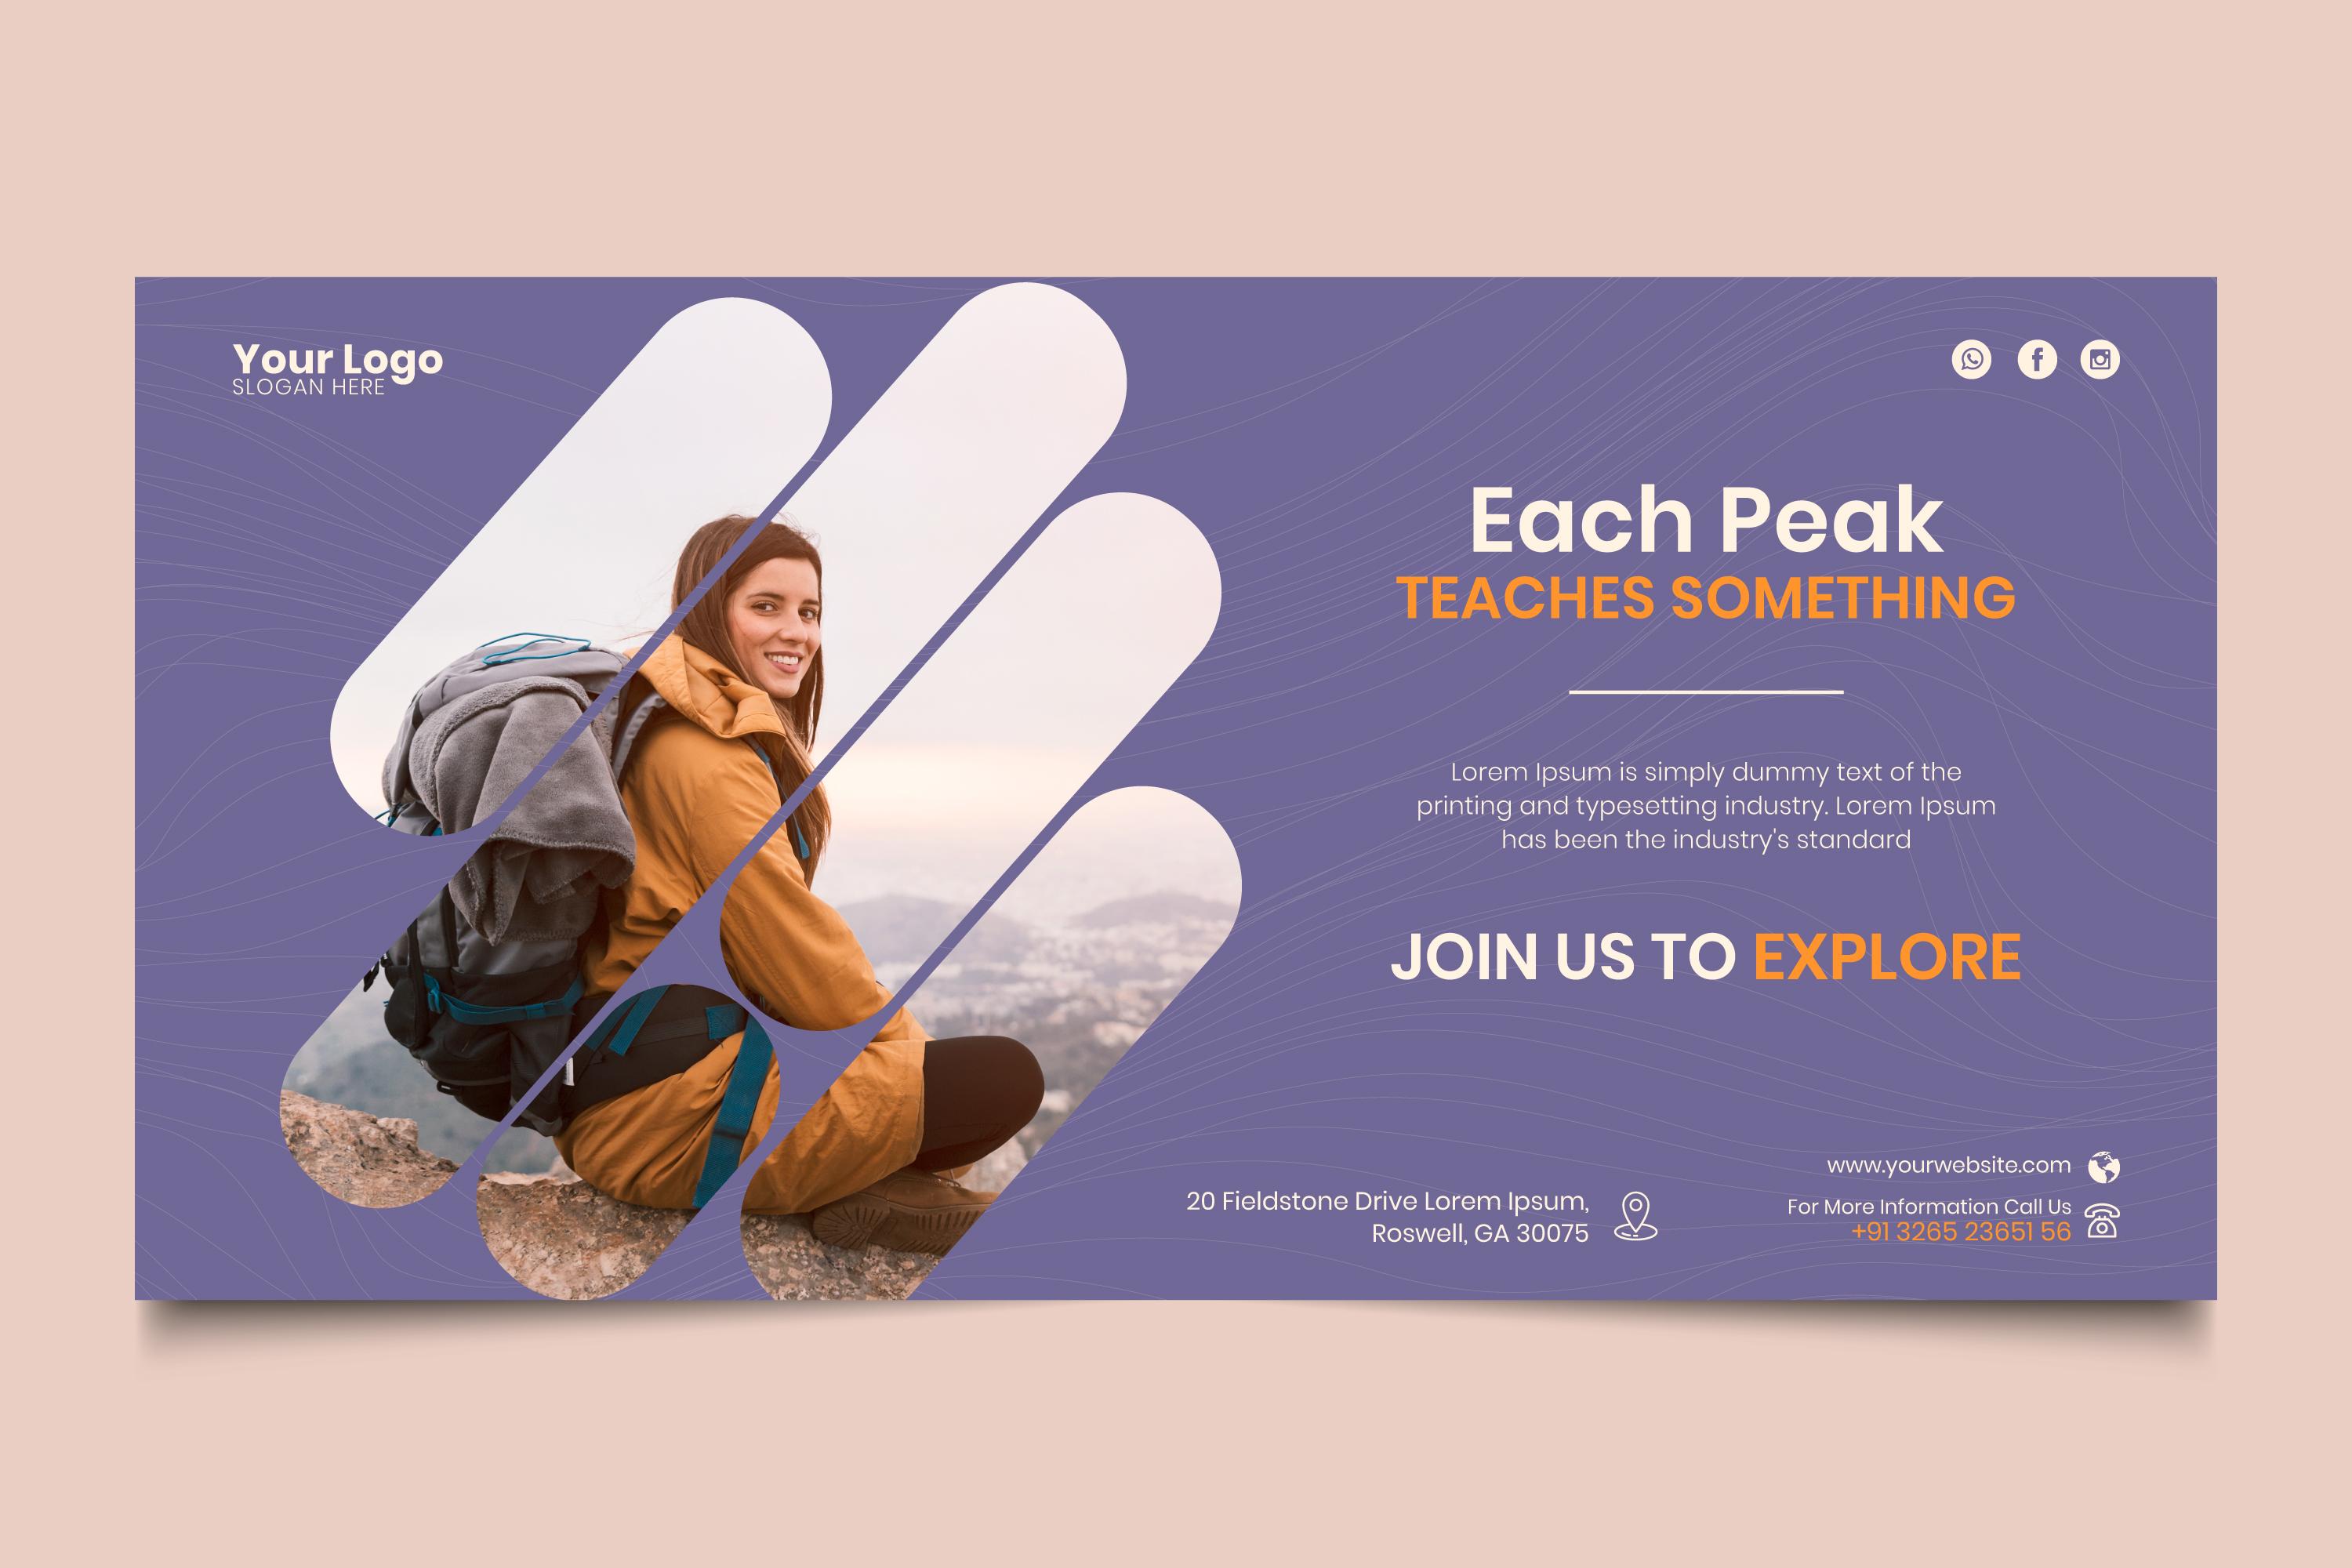 Your Logo
SLOGAN HERE
Each Peak
TEACHES SOMETHING
Lorem Ipsum is simply dummy text of the
printing and typesetting industry. Lorem Ipsum
has been the industry's standard
JOIN US TO EXPLORE
20 Fieldstone Drive Lorem Ipsum,
Roswell, GA 30075
www.yourwebsite.com
For More Information Call Us
+91 3265 23651 56